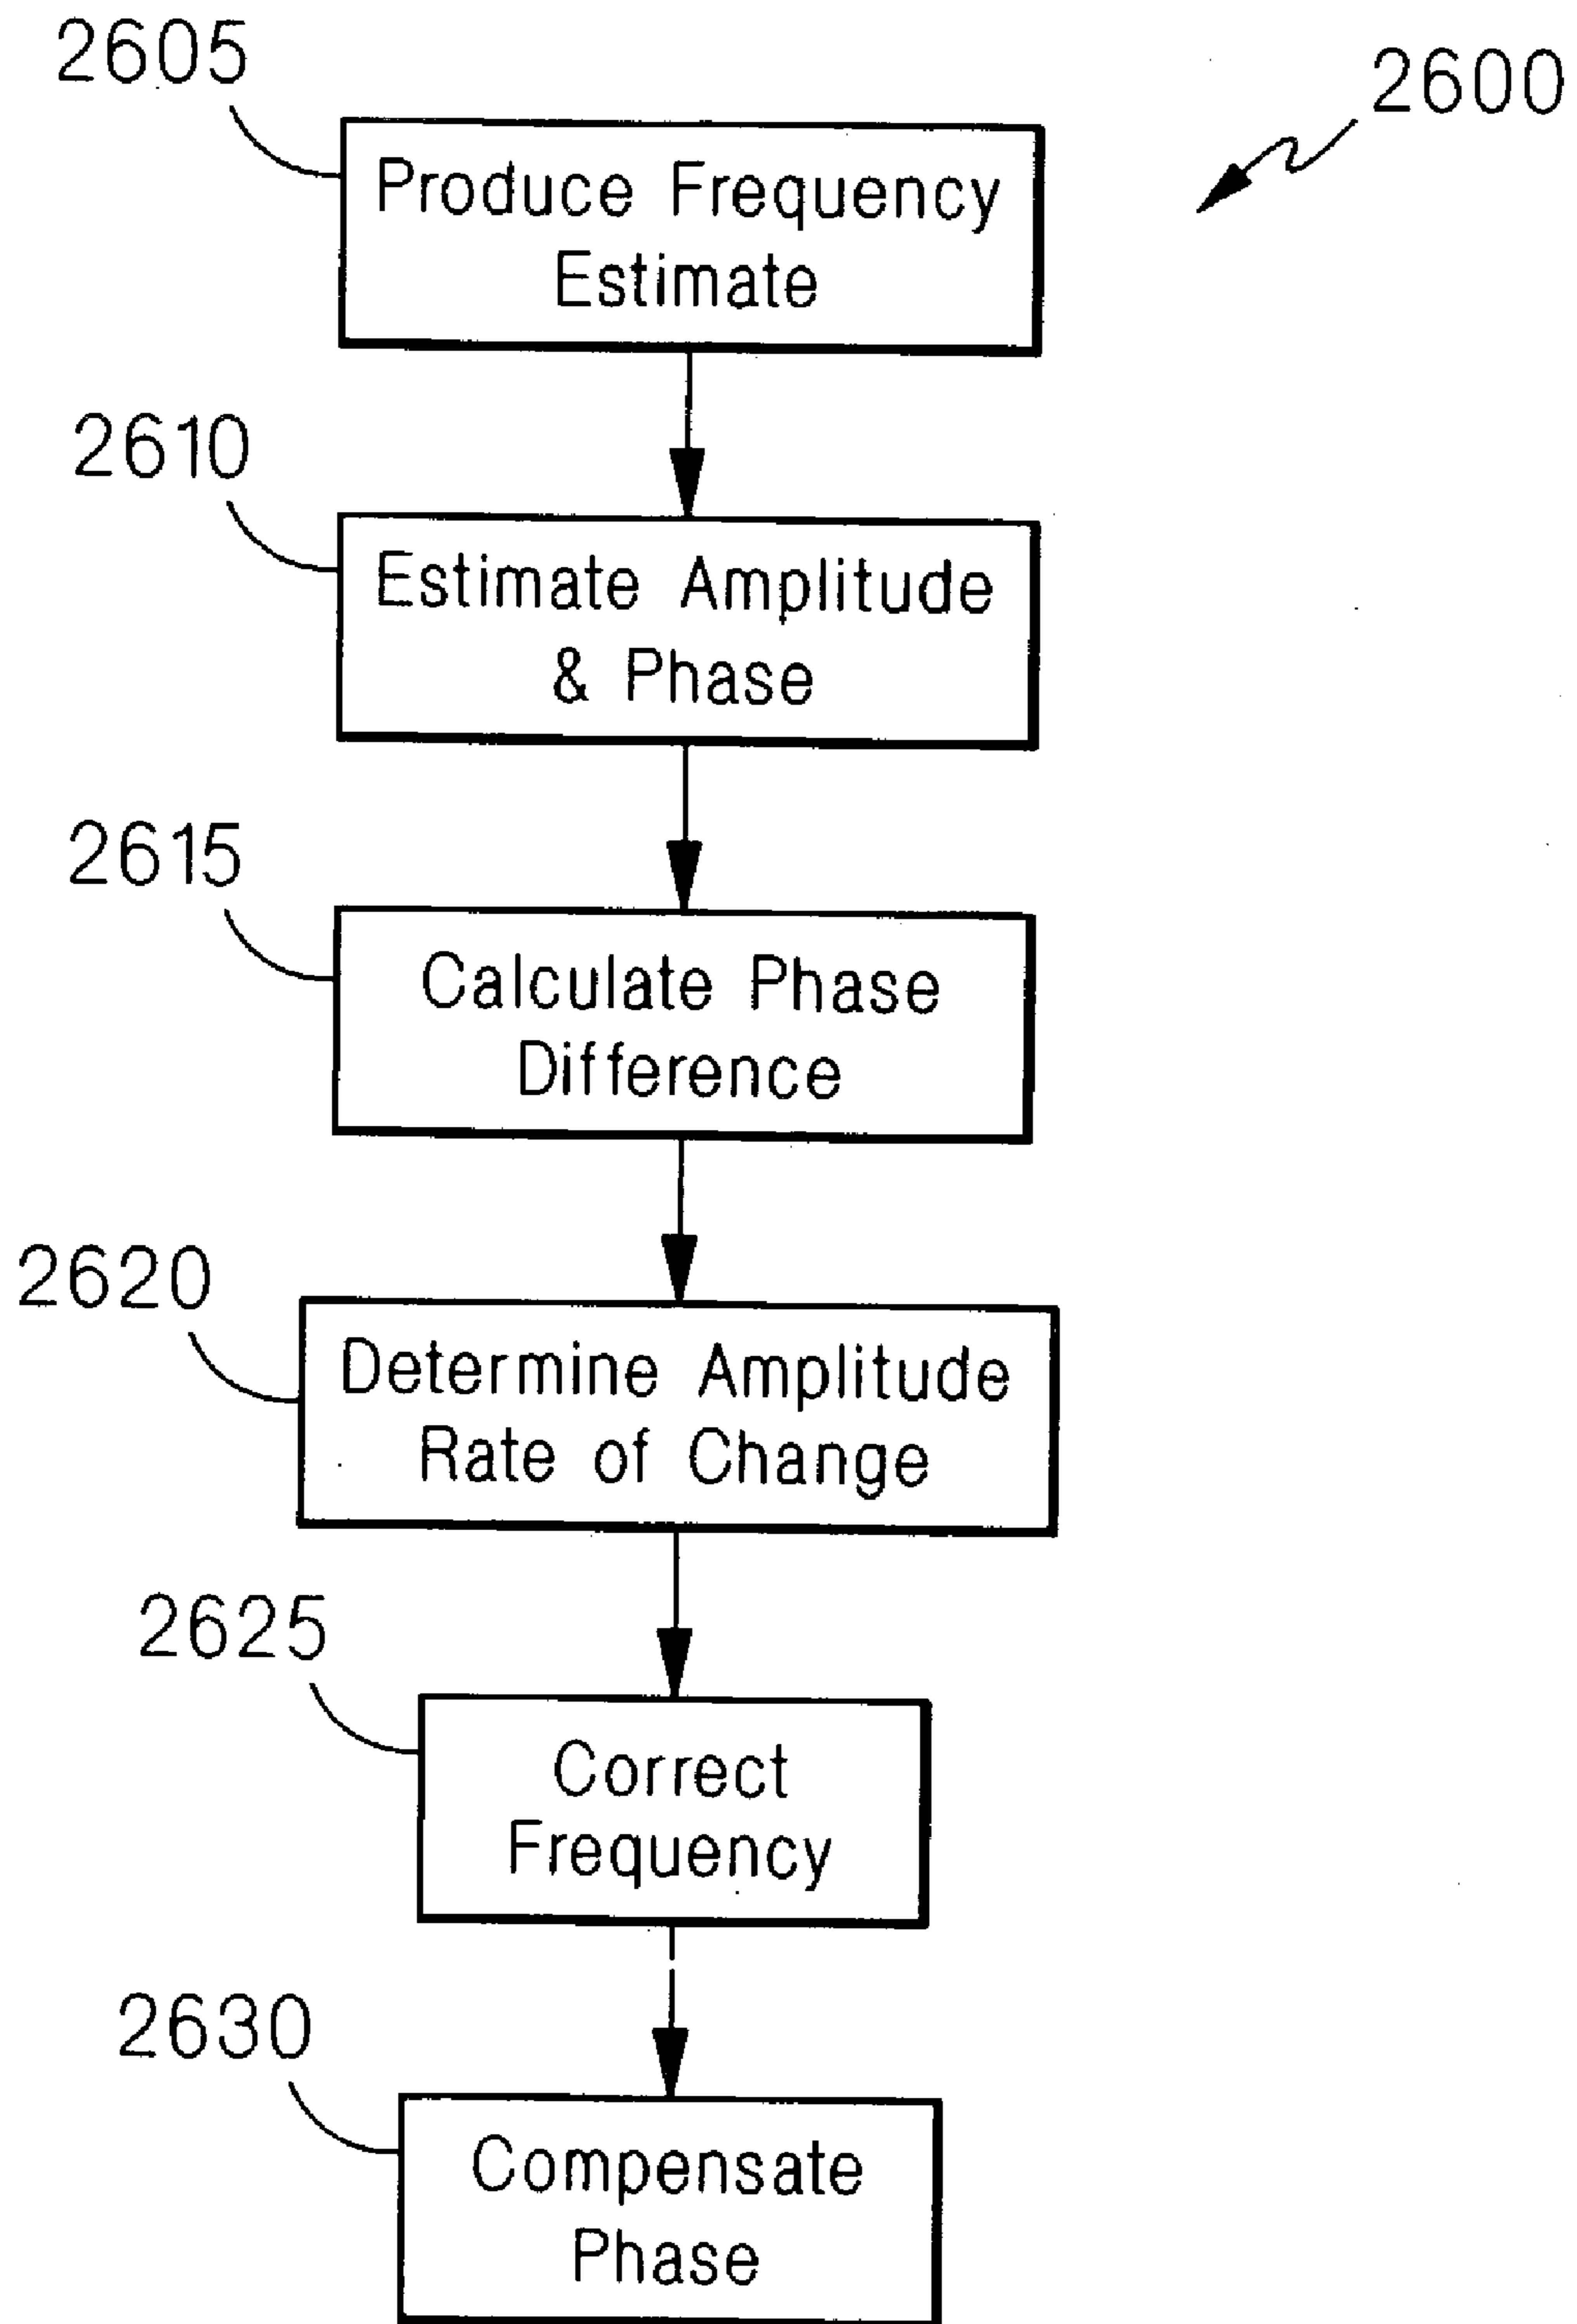 2605
2600
Produce Frequency
Estimate
2610
Estimate Amplitude
& Phase
2615
Calculate Phase
Difference
2620
Determine Amplitude
Rate of Change
2625
Correct
Frequency
2630
Compensate
Phase